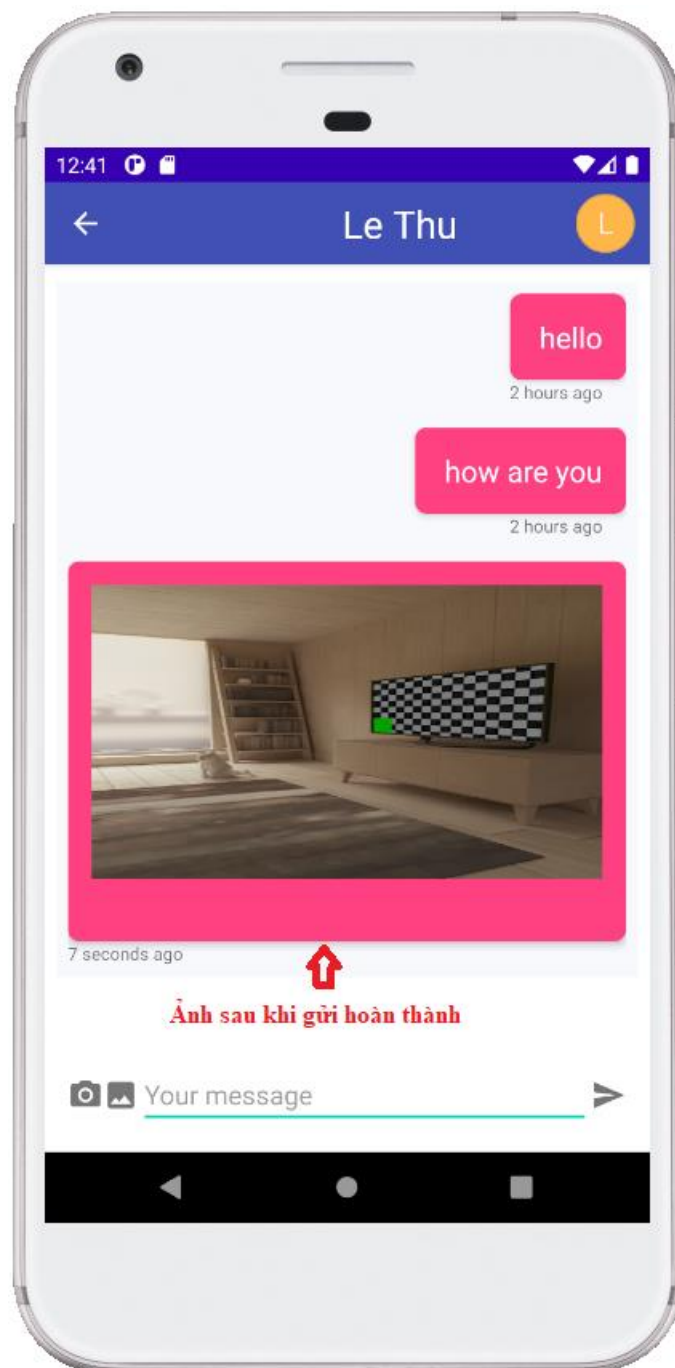 12:41
Le Thu
L
hello
2 hours ago
how are you
2 hours ago
7 seconds ago
Ảnh sau khi gửi hoàn thành
Your message